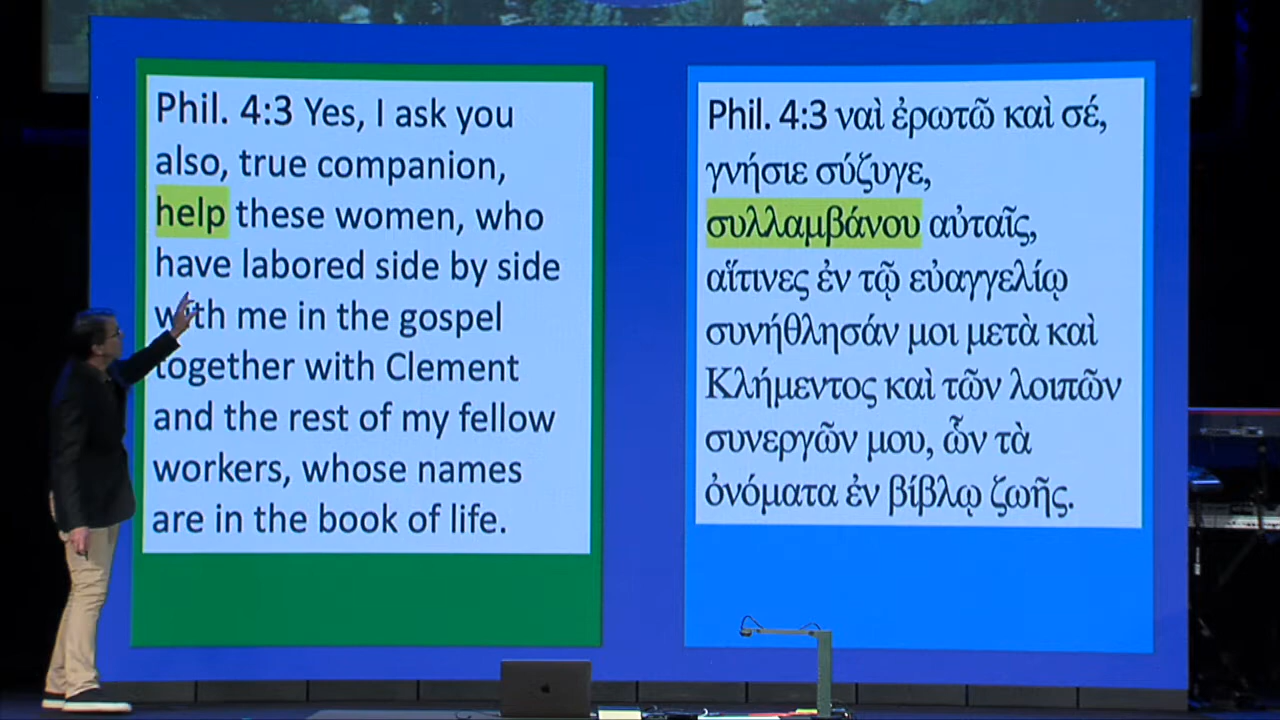 Phil. 4:3 Yes, I ask you
also, true companion,
help these women, who
have labored side by side
with me in the gospel
together with Clement
and the rest of my fellow
workers, whose names
are in the book of life.
Phil. 4:3 ναὶ ἐρωτῶ καὶ σέ,
γνήσιε σύζυγε,
συλλαμβάνου αὐταῖς,
αἵτινες ἐν τῷ εὐαγγελίῳ
συνήθλησάν μοι μετὰ καὶ
Κλήμεντος καὶ τῶν λοιπῶν
συνεργῶν μου, ὧν τὰ
ὀνόματα ἐν βίβλῳ ζωῆς.